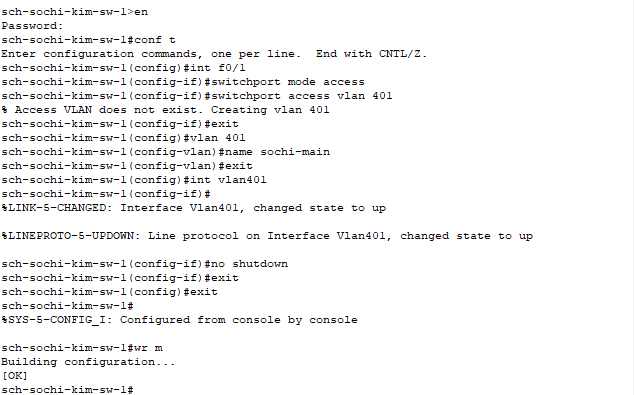 sch-sochi-kim-sw-1>en
Password:
sch-sochi-kim-sw-1#conf t
Enter configuration commands, one per line.  End with CNTL/Z.
sch-sochi-kim-sw-1(config)#int f0/1
sch-sochi-kim-sw-1(config-if)#switchport mode access
sch-sochi-kim-sw-1(config-if)#switchport access vlan 401
% Access VLAN does not exist. Creating vlan 401
sch-sochi-kim-sw-1(config-if)#exit
sch-sochi-kim-sw-1(config)#vlan 401
sch-sochi-kim-sw-1(config-vlan)#name sochi-main
sch-sochi-kim-sw-1(config-vlan)#exit
sch-sochi-kim-sw-1(config)#int vlan401
sch-sochi-kim-sw-1(config-if)#
%LINK-5-CHANGED: Interface Vlan401, changed state to up

%LINEPROTO-5-UPDOWN: Line protocol on Interface Vlan401, changed state to up

sch-sochi-kim-sw-1(config-if)#no shutdown
sch-sochi-kim-sw-1(config-if)#exit
sch-sochi-kim-sw-1(config)#exit
sch-sochi-kim-sw-1#
%SYS-5-CONFIG_I: Configured from console by console

sch-sochi-kim-sw-1#wr m
Building configuration...
[OK]
sch-sochi-kim-sw-1#